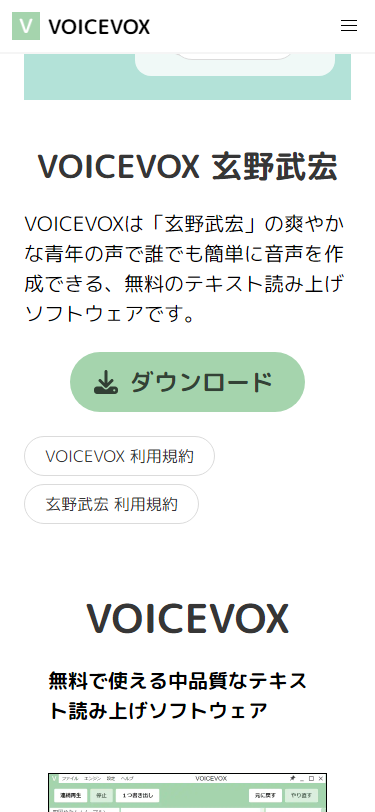 V VOICEVOX
VOICEVOX 玄野武宏
VOICEVOXは「玄野武宏」の爽やか
な青年の声で誰でも簡単に音声を作
成できる、無料のテキスト読み上げ
ソフトウェアです。
ダウンロード
VOICEVOX 利用規約
玄野武宏 利用規約
VOICEVOX
無料で使える中品質なテキス
ト読み上げソフトウェア
V ファイル エンジン 設定 ヘルプ VOICEVOX
連続再生 停止 1つ書き出し 元に戻す やり直す